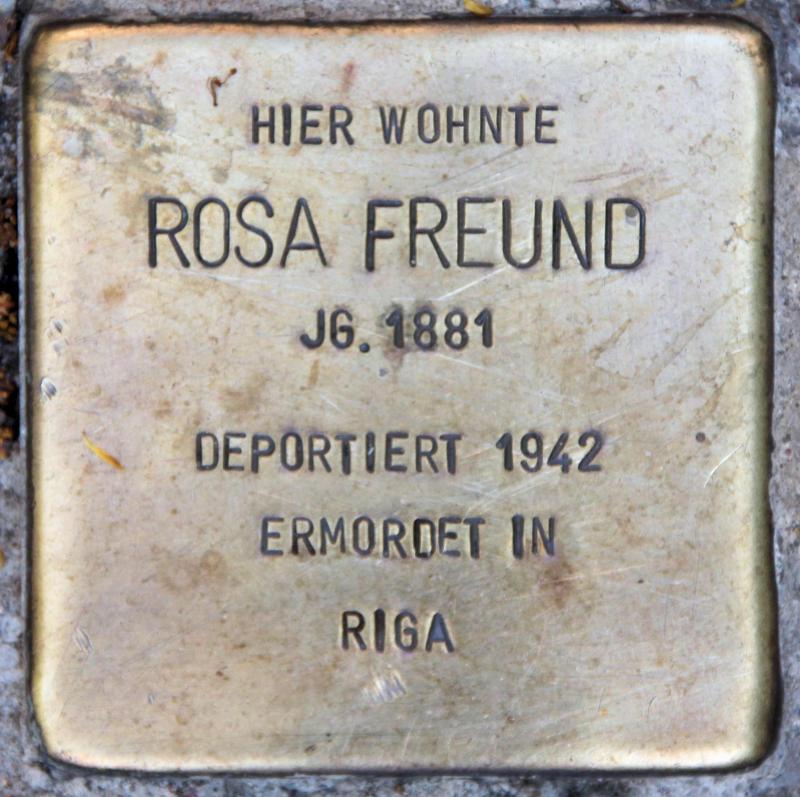 HIER WOHNTE
ROSA FREUND
JG. 1881
DEPORTIERT 1942
ERMORDET IN
RIGA